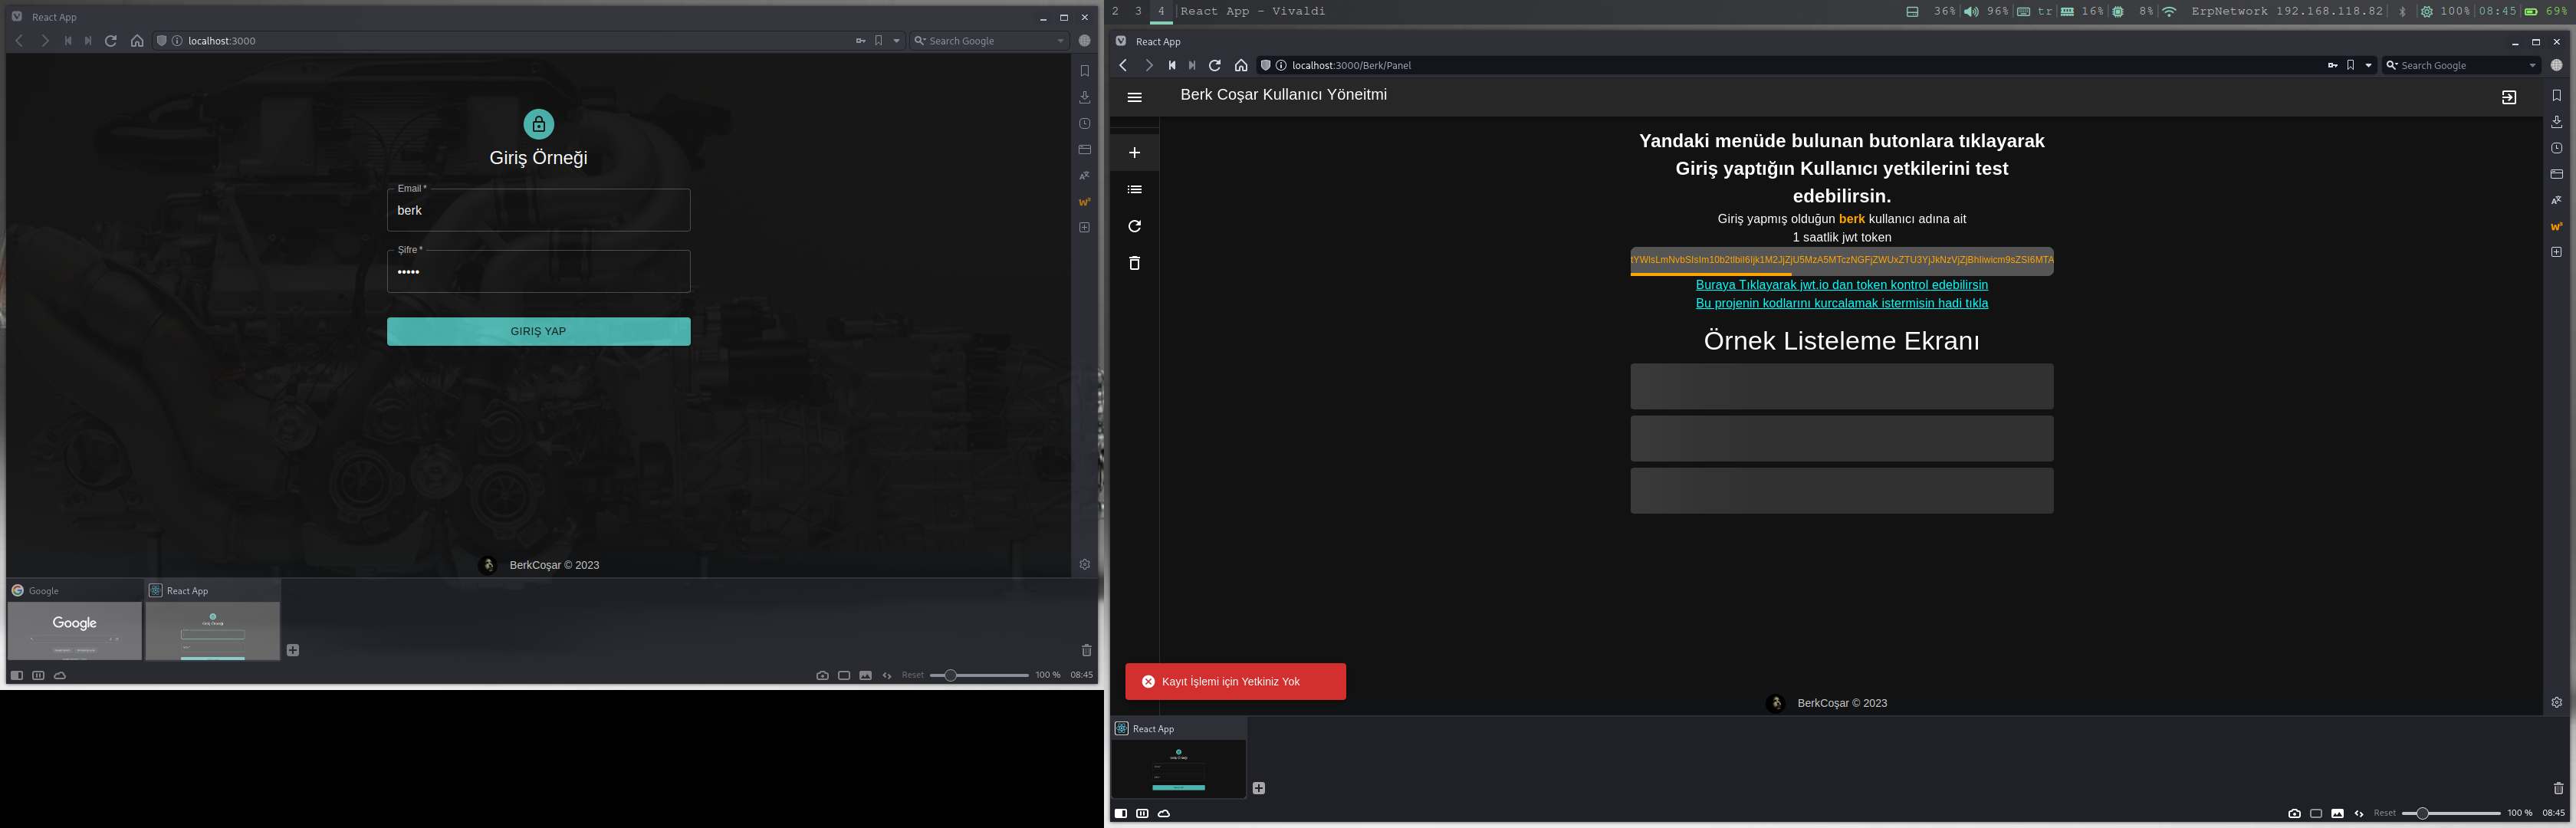 React App
localhost:3000
Search Google
Giriş Örneği
Email *
berk
Şifre *
GIRIŞ YAP
BerkCoşar © 2023
Google
React App
Google
Reset
100 %
08:45
2 3 4 React App - Vivaldi
36% 96% tr 16% 8% ErpNetwork 192.168.118.82 100% 08:45 69%
React App
localhost:3000/Berk/Panel
Search Google
Berk Coşar Kullanıcı Yöneitmi
Yandaki menüde bulunan butonlara tıklayarak
Giriş yaptığın Kullanıcı yetkilerini test
edebilirsin.
Giriş yapmış olduğun berk kullanıcı adına ait
1 saatlik jwt token
Buraya Tıklayarak jwt.io dan token kontrol edebilirsin
Bu projenin kodlarını kurcalamak istermisin hadi tıkla
Örnek Listeleme Ekranı
Kayıt İşlemi için Yetkiniz Yok
BerkCoşar © 2023
React App
Reset
100 %
08:45